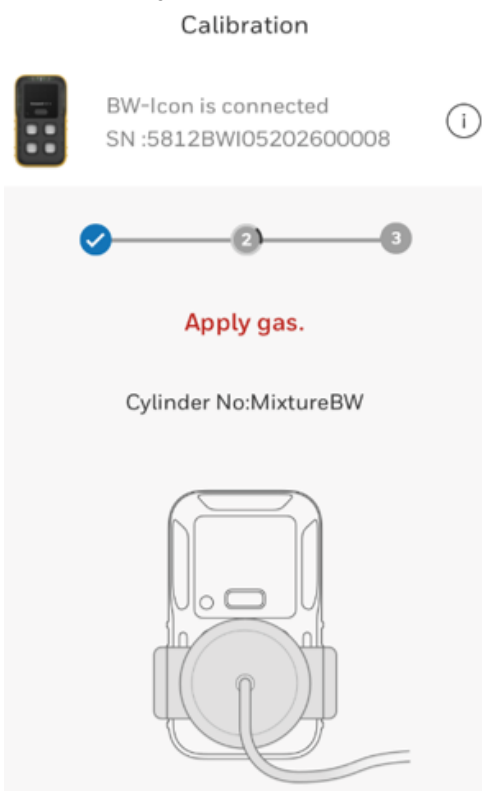 Calibration
BW-Icon is connected
SN :5812BWI05202600008
i
2
3
Apply gas.
Cylinder No:MixtureBW